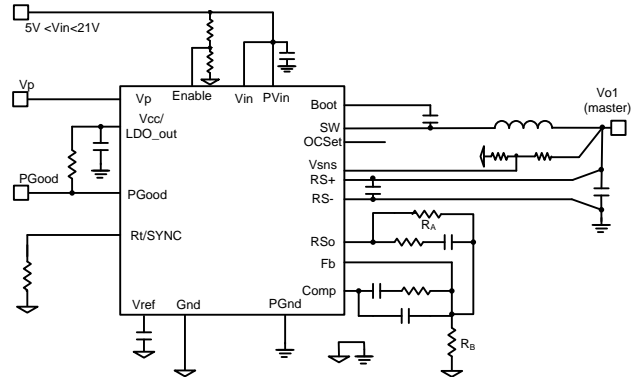 5V <Vin<21V
Vp
Vo1
(master)
PGood
Vp
Enable
Vin
PVin
Boot
Vcc/
LDO_out
SW
OCSet
Vsns
RS+
RS-
PGood
Rt/SYNC
RSo
Fb
Comp
Vref
Gnd
PGnd
RA
RB